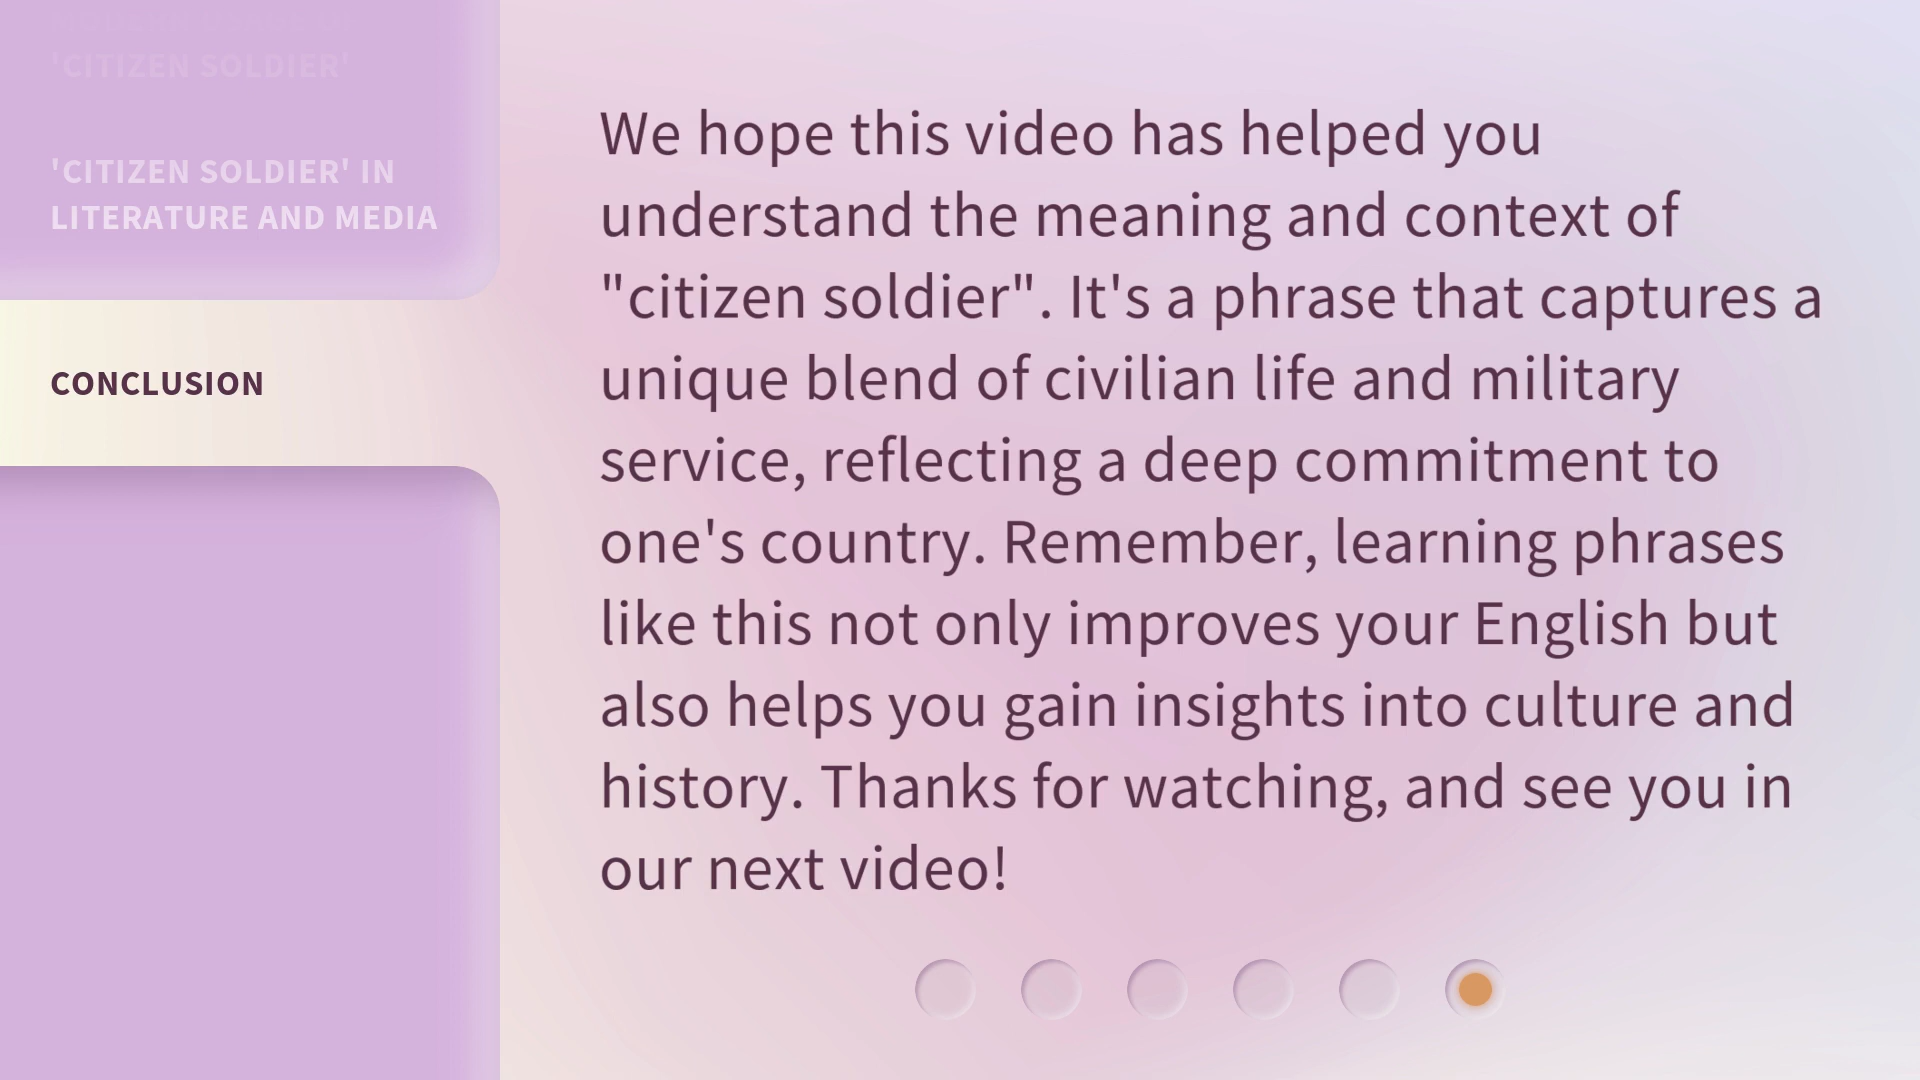 'CITIZEN SOLDIER'
'CITIZEN SOLDIER' IN
LITERATURE AND MEDIA
CONCLUSION
We hope this video has helped you
understand the meaning and context of
"citizen soldier". It's a phrase that captures a
unique blend of civilian life and military
service, reflecting a deep commitment to
one's country. Remember, learning phrases
like this not only improves your English but
also helps you gain insights into culture and
history. Thanks for watching, and see you in
our next video!